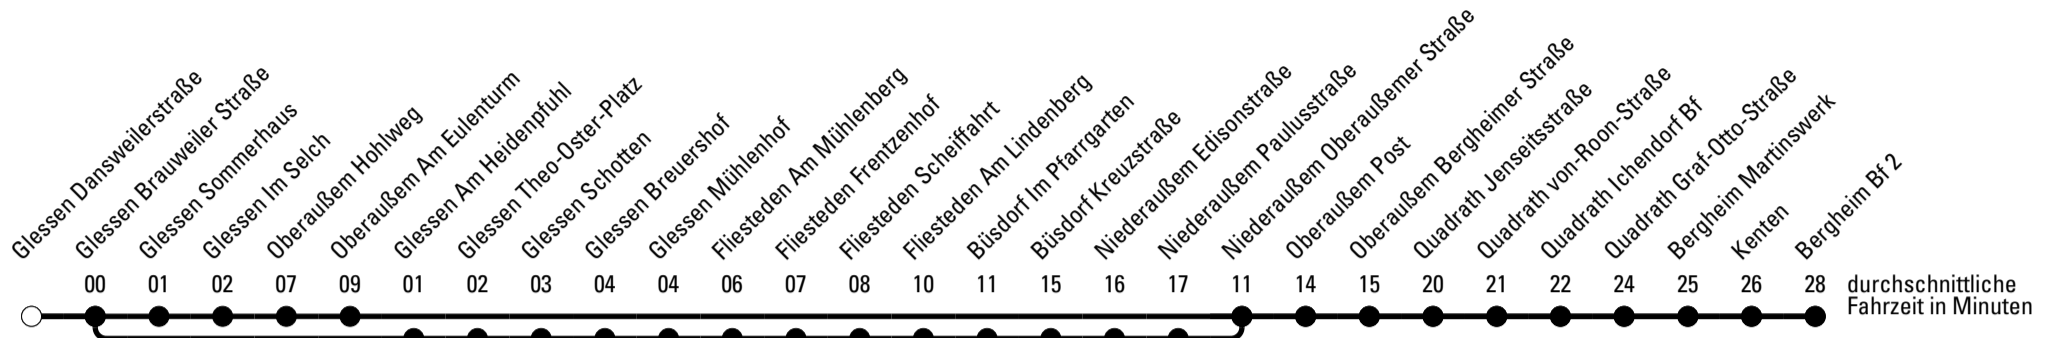 Glessen Dansweilerstraße
Glessen Brauweiler Straße
Glessen Sommerhaus
Glessen Im Selch
Oberaußem Hohlweg
Oberaußem Am Eulenturm
Glessen Am Heidenpfuhl
Glessen Theo-Oster-Platz
Glessen Schotten
Glessen Breuershof
Glessen Mühlenhof
Fliesteden Am Mühlenberg
Fliesteden Frentzenhof
Fliesteden Scheiffahrt
Fliesteden Am Lindenberg
Büsdorf Im Pfarrgarten
Büsdorf Kreuzstraße
Niederaußem Edisonstraße
Niederaußem Paulusstraße
Niederaußem Oberaußemer Straße
Oberaußem Post
Oberaußem Bergheimer Straße
Quadrath Jenseitsstraße
Quadrath von-Roon-Straße
Quadrath Ichendorf Bf
Quadrath Graf-Otto-Straße
Bergheim Martinswerk
Kenten
Bergheim Bf 2
00 01 02 07 09 01 02 03 04 04 06 07 08 10 11 15 16 17 11 14 15 20 21 22 24 25 26 28 durchschnittliche
Fahrzeit in Minuten